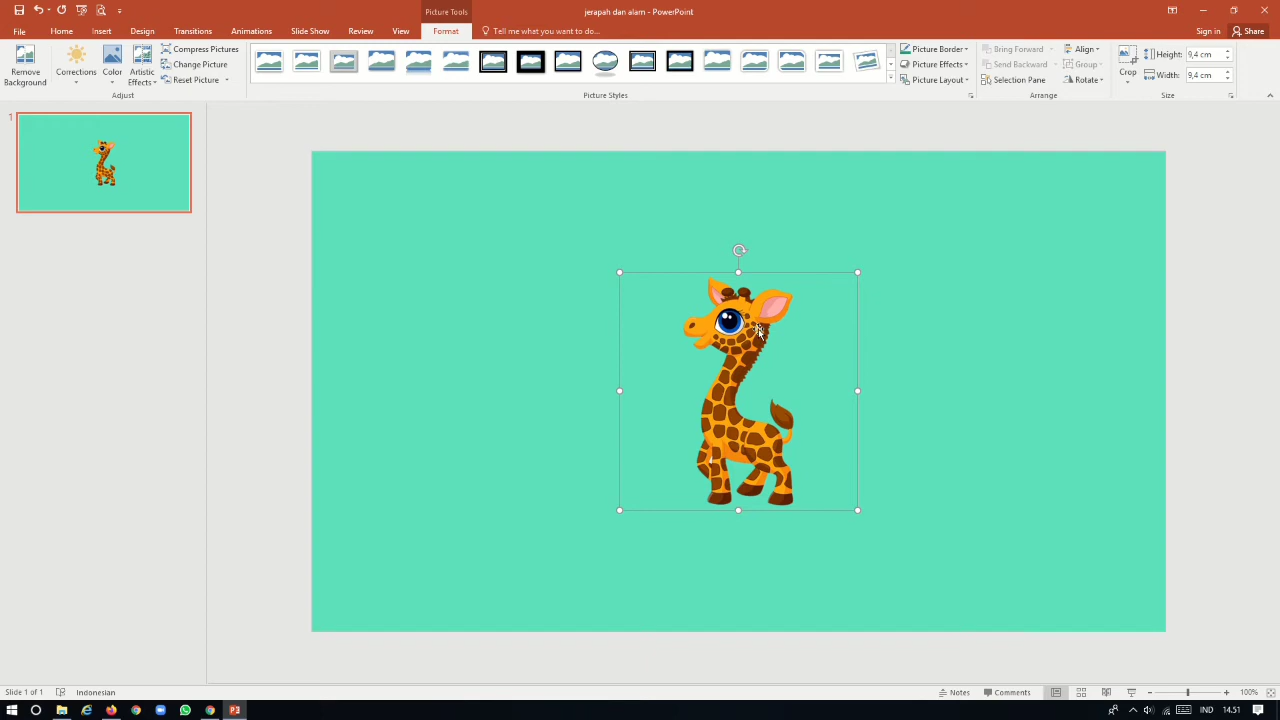 Picture Tools
jerapah dan alam - PowerPoint
File Home Insert Design Transitions Animations Slide Show Review View Format Tell me what you want to do... Sign in Share
Remove Background
Corrections
Color
Artistic Effects
Compress Pictures
Change Picture
Reset Picture
Adjust
Picture Styles
Picture Border
Picture Effects
Picture Layout
Bring Forward
Send Backward
Selection Pane
Align
Group
Rotate
Arrange
Crop
Height: 9,4 cm
Width: 9,4 cm
Size
1
Slide 1 of 1 Indonesian Notes Comments 100%
IND 14.51